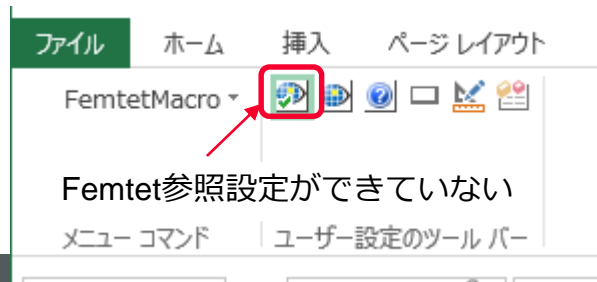 ファイル ホーム 挿入 ページ レイアウト
FemtetMacro
Femtet参照設定ができていない
メニュー コマンド ユーザー設定のツール バー